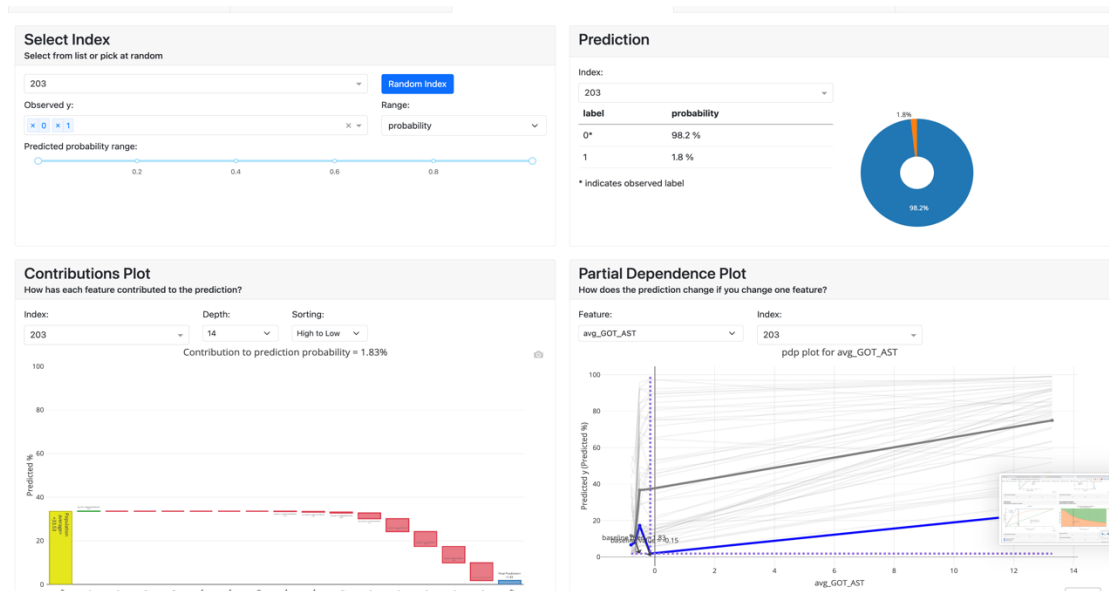 Select Index
Select from list or pick at random
203
Random Index
Observed y:
Range:
× 0 × 1
probability
Predicted probability range:
0.2 0.4 0.6 0.8
Prediction
Index:
203
label probability
0* 98.2 %
1 1.8 %
* indicates observed label
1.8%
98.2%
Contributions Plot
How has each feature contributed to the prediction?
Index: Depth: Sorting:
203 14 High to Low
Contribution to prediction probability = 1.83%
100
80
60
40
20
0
Predicted %
Population
average=
Partial Dependence Plot
How does the prediction change if you change one feature?
Feature: Index:
avg_GOT_AST 203
pdp plot for avg_GOT_AST
100
80
60
40
20
0
Predicted y (Predicted %)
0 2 4 6 8 10 12 14
avg_GOT_AST